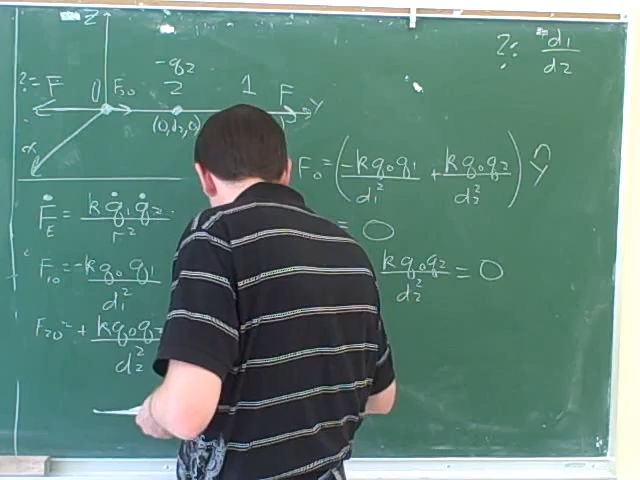 Z
?: d₁/d₂
-q₂
?= F 0 F₂₀ 2 1 F y
(0,d₂,0)
x
F₀ = (-kq₀q₁/d₁² + kq₀q₂/d₂²) ŷ
F_E = kq₁q₂/r²
= 0
F₁₀ = -kq₀q₁/d₁²
kq₀q₂/d₂² = 0
F₂₀ = + kq₀q₂/d₂²